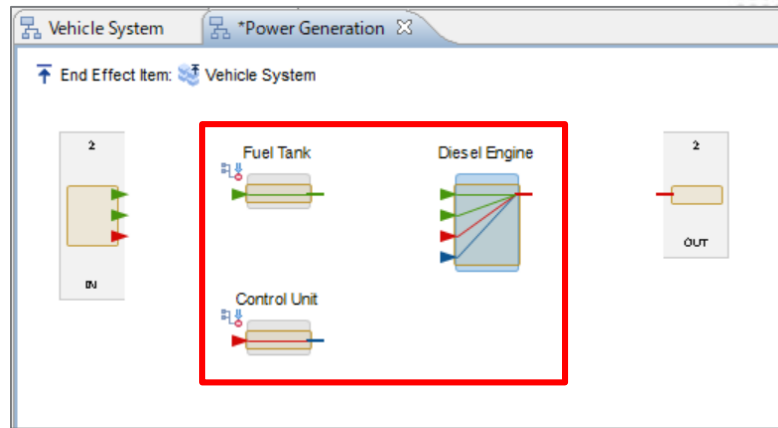 Vehicle System
*Power Generation
End Effect Item: Vehicle System
2
Fuel Tank
Diesel Engine
2
IN
Control Unit
OUT